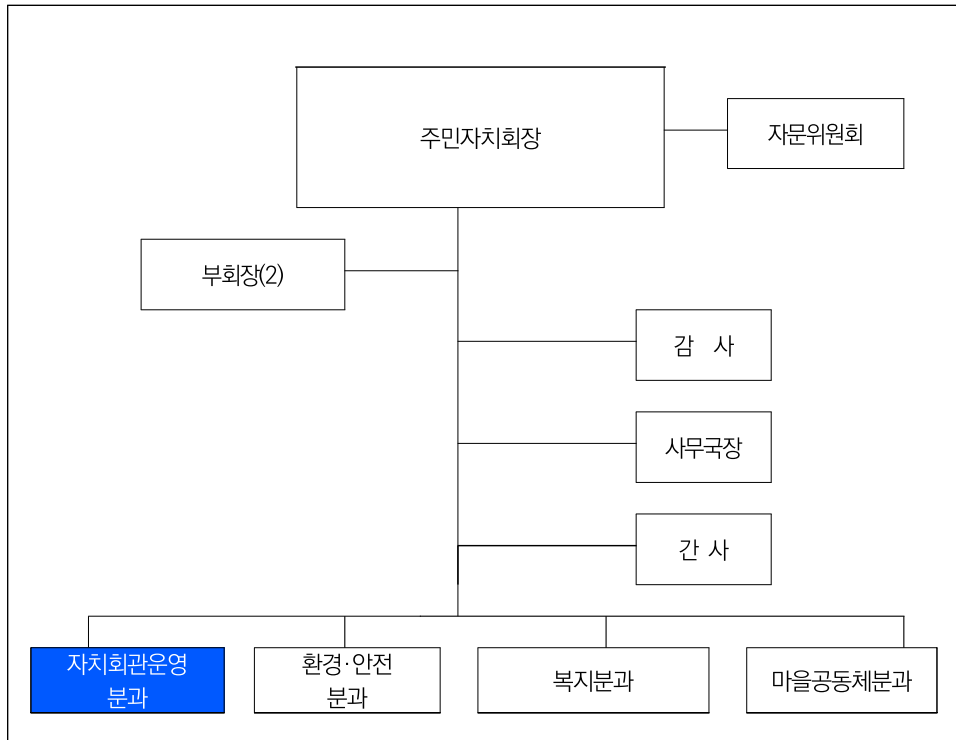 주민자치회장
자문위원회
부회장(2)
감 사
사무국장
간 사
자치회관운영
분과
환경·안전
분과
복지분과
마을공동체분과